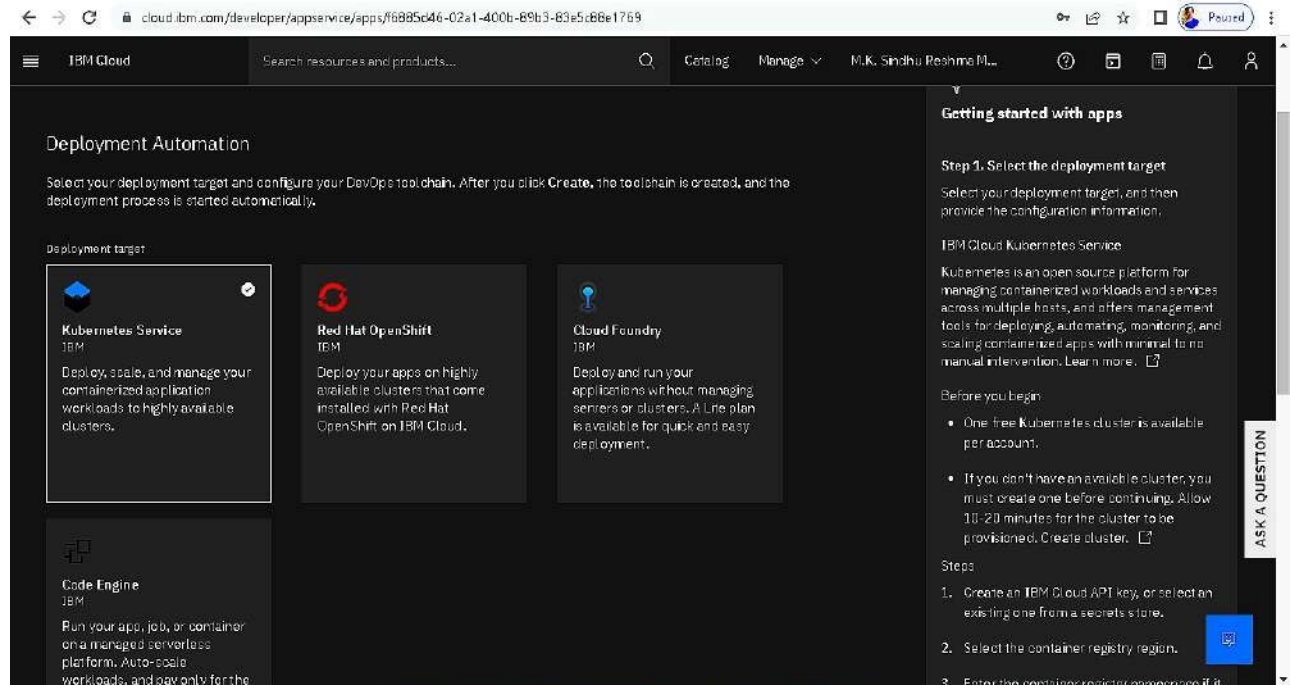 cloud.ibm.com/developer/appservice/apps/f6885d46-02a1-400b-89b3-83e5c88e1769
Paused
IBM Cloud
Search resources and products...
Catalog
Manage
M.K. Sindhu Reshma M...
Deployment Automation
Select your deployment target and configure your DevOps toolchain. After you click Create, the toolchain is created, and the
deployment process is started automatically.
Deployment target
Kubernetes Service
IBM
Deploy, scale, and manage your
containerized application
workloads to highly available
clusters.
Red Hat OpenShift
IBM
Deploy your apps on highly
available clusters that come
installed with Red Hat
OpenShift on IBM Cloud.
Cloud Foundry
IBM
Deploy and run your
applications without managing
servers or clusters. A Lite plan
is available for quick and easy
deployment.
Code Engine
IBM
Run your app, job, or container
on a managed serverless
platform. Auto-scale
workloads, and pay only for the
Getting started with apps
Step 1. Select the deployment target
Select your deployment target, and then
provide the configuration information.
IBM Cloud Kubernetes Service
Kubernetes is an open source platform for
managing containerized workloads and services
across multiple hosts, and offers management
tools for deploying, automating, monitoring, and
scaling containerized apps with minimal to no
manual intervention. Learn more.
Before you begin
• One free Kubernetes cluster is available
per account.
• If you don't have an available cluster, you
must create one before continuing. Allow
10-20 minutes for the cluster to be
provisioned. Create cluster.
Steps
1. Create an IBM Cloud API key, or select an
existing one from a secrets store.
2. Select the container registry region.
3. Enter the container registry namespace if it
ASK A QUESTION